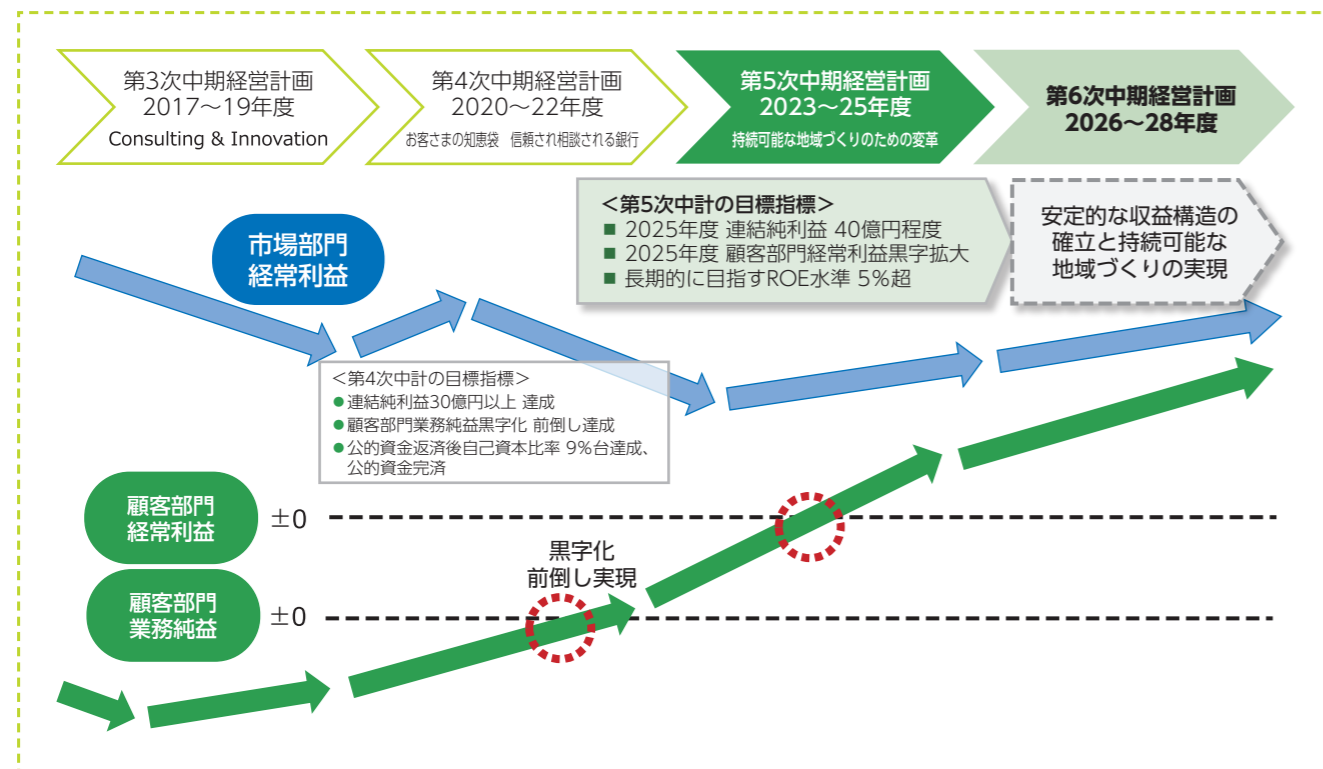 第3次中期経営計画
2017～19年度
Consulting & Innovation
第4次中期経営計画
2020～22年度
お客さまの知恵袋　信頼され相談される銀行
第5次中期経営計画
2023～25年度
持続可能な地域づくりのための変革
第6次中期経営計画
2026～28年度
＜第5次中計の目標指標＞
■ 2025年度 連結純利益 40億円程度
■ 2025年度 顧客部門経常利益黒字拡大
■ 長期的に目指すROE水準 5％超
安定的な収益構造の
確立と持続可能な
地域づくりの実現
市場部門
経常利益
＜第4次中計の目標指標＞
●連結純利益30億円以上 達成
●顧客部門業務純益黒字化 前倒し達成
●公的資金返済後自己資本比率 9％台達成、
公的資金完済
顧客部門
経常利益
±0
黒字化
前倒し実現
顧客部門
業務純益
±0